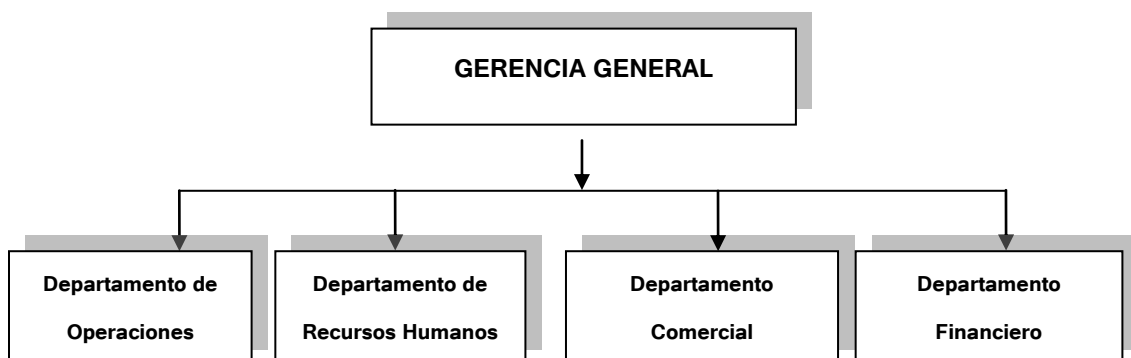 GERENCIA GENERAL
Departamento de
Operaciones
Departamento de
Recursos Humanos
Departamento
Comercial
Departamento
Financiero